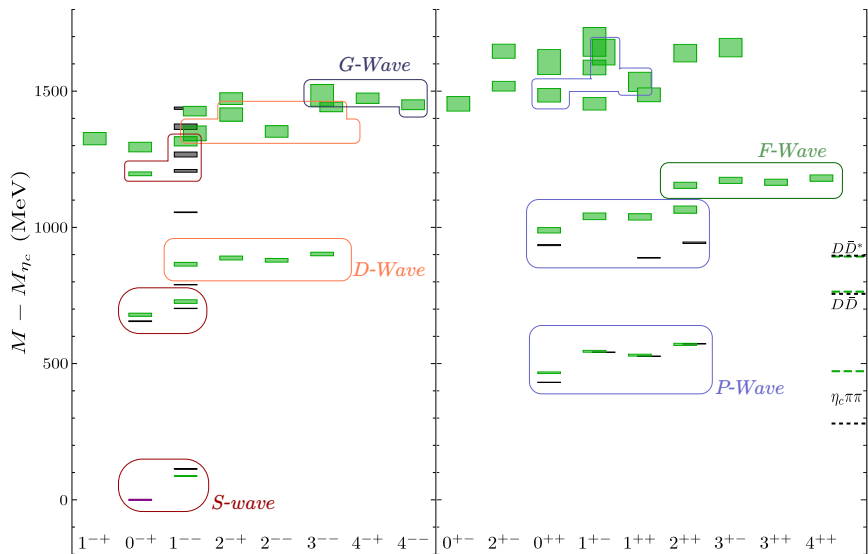 G-Wave
1500
F-Wave
M − M_{η_c} (MeV)
1000
DD̄*
D-Wave
DD̄
500
P-Wave
η_cππ
0
S-wave
1⁻⁺ 0⁻⁺ 1⁻⁻ 2⁻⁺ 2⁻⁻ 3⁻⁻ 4⁻⁺ 4⁻⁻ 0⁺⁻ 2⁺⁻ 0⁺⁺ 1⁺⁻ 1⁺⁺ 2⁺⁺ 3⁺⁻ 3⁺⁺ 4⁺⁺